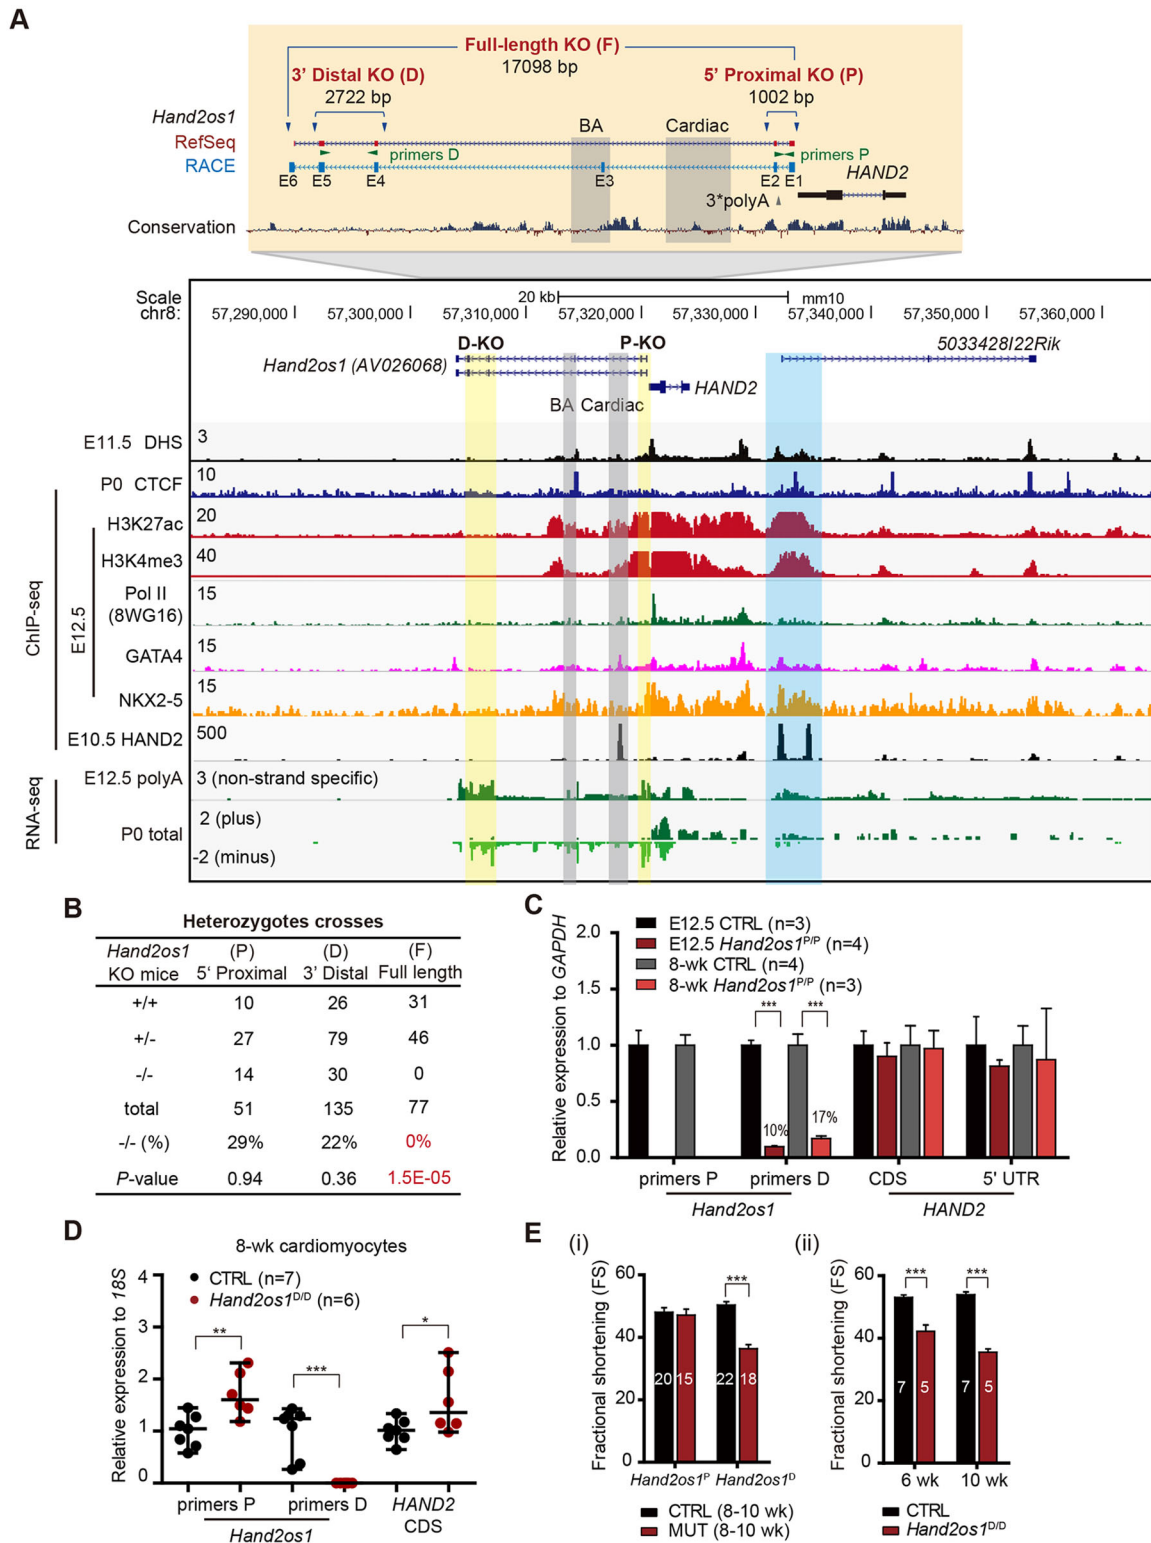 A
Full-length KO (F)
17098 bp
3' Distal KO (D)
5' Proximal KO (P)
2722 bp
1002 bp
Hand2os1
BA
Cardiac
RefSeq
primers D
primers P
RACE
HAND2
E6 E5 E4 E3 E2 E1
3*polyA
Conservation
Scale
20 kb
mm10
chr8:
57,290,000
57,300,000
57,310,000
57,320,000
57,330,000
57,340,000
57,350,000
57,360,000
D-KO
P-KO
5033428I22Rik
Hand2os1 (AV026068)
HAND2
BA Cardiac
E11.5 DHS
3
P0 CTCF
10
H3K27ac
20
H3K4me3
40
Pol II
(8WG16)
15
GATA4
15
NKX2-5
15
E10.5 HAND2
500
E12.5 polyA
3 (non-strand specific)
P0 total
2 (plus)
-2 (minus)
ChIP-seq
E12.5
RNA-seq
B
Heterozygotes crosses
Hand2os1 (P) (D) (F)
KO mice 5' Proximal 3' Distal Full length
+/+ 10 26 31
+/- 27 79 46
-/- 14 30 0
total 51 135 77
-/- (%) 29% 22% 0%
P-value 0.94 0.36 1.5E-05
C
E12.5 CTRL (n=3)
E12.5 Hand2os1P/P (n=4)
8-wk CTRL (n=4)
8-wk Hand2os1P/P (n=3)
Relative expression to GAPDH
2.0
1.5
1.0
0.5
0.0
*** ***
10%
17%
primers P primers D CDS 5' UTR
Hand2os1 HAND2
D
8-wk cardiomyocytes
CTRL (n=7)
Hand2os1D/D (n=6)
Relative expression to 18S
4
3
2
1
0
**
***
*
primers P primers D HAND2
CDS
Hand2os1
E
(i)
Fractional shortening (FS)
60
40
20
0
***
20 15 22 18
Hand2os1P Hand2os1D
CTRL (8-10 wk)
MUT (8-10 wk)
(ii)
Fractional shortening (FS)
60
40
20
0
*** ***
7 5 7 5
6 wk 10 wk
CTRL
Hand2os1D/D